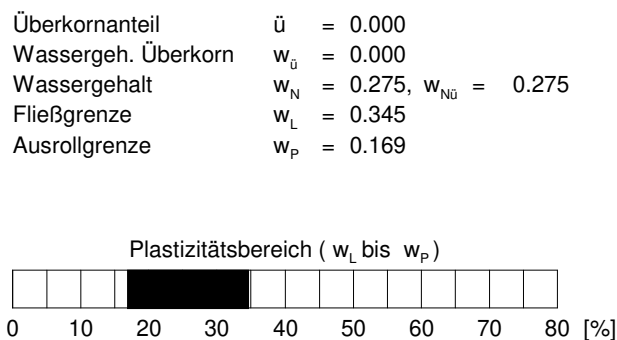 Überkornanteil ü = 0.000
Wassergeh. Überkorn wü = 0.000
Wassergehalt wN = 0.275, wNü = 0.275
Fließgrenze wL = 0.345
Ausrollgrenze wP = 0.169
Plastizitätsbereich ( wL bis wP )
0 10 20 30 40 50 60 70 80 [%]